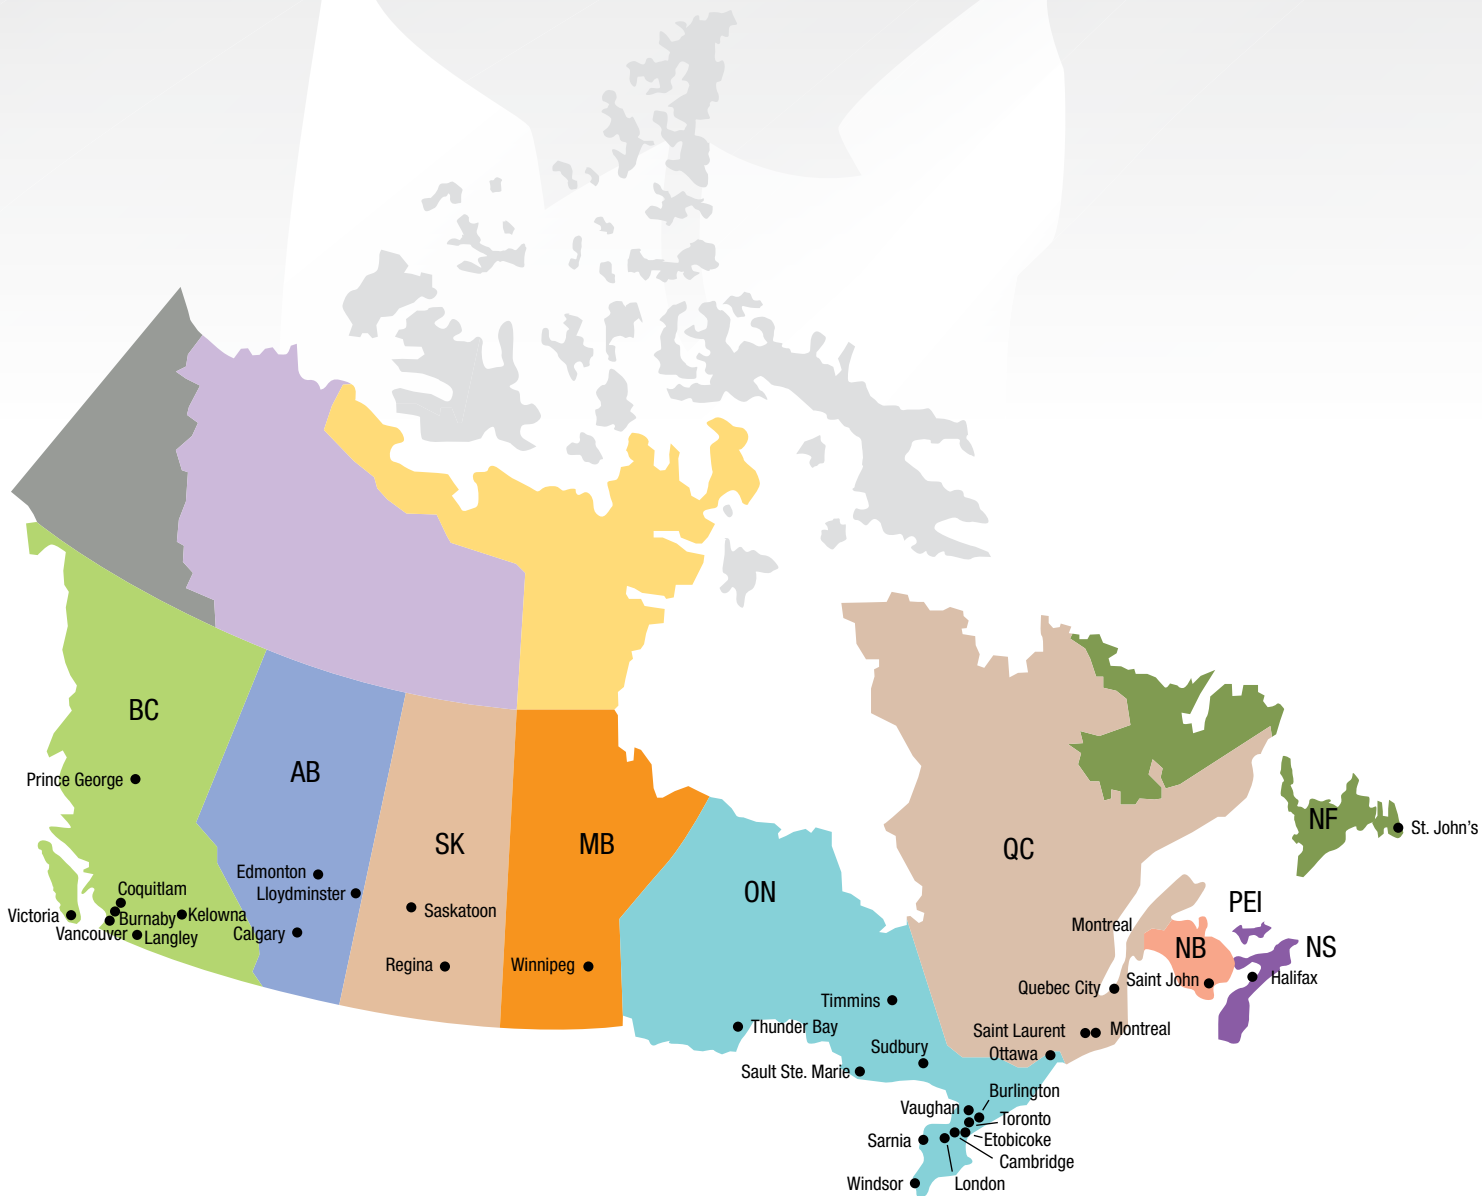 BC
Prince George
AB
SK
MB
ON
QC
NF
St. John's
Edmonton
Lloydminster
Coquitlam
Victoria
Burnaby
Kelowna
Vancouver
Langley
Calgary
Saskatoon
Regina
Winnipeg
PEI
Montreal
NB
NS
Quebec City
Saint John
Halifax
Timmins
Thunder Bay
Saint Laurent
Montreal
Sudbury
Ottawa
Sault Ste. Marie
Burlington
Vaughan
Toronto
Sarnia
Etobicoke
Cambridge
Windsor
London